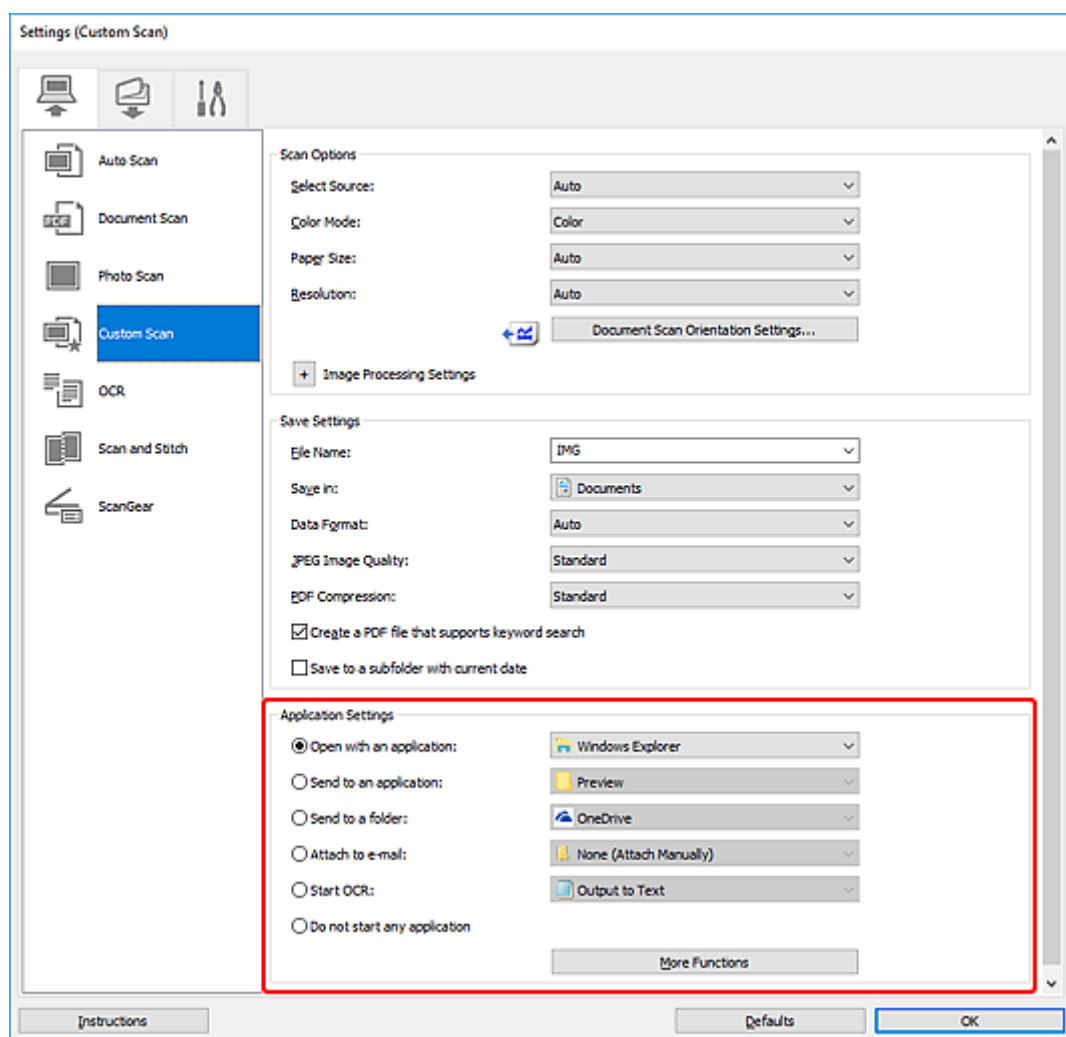 Settings (Custom Scan)
Auto Scan
Document Scan
PDF
Photo Scan
Custom Scan
OCR
Scan and Stitch
ScanGear
Scan Options
Select Source: Auto
Color Mode: Color
Paper Size: Auto
Resolution: Auto
Document Scan Orientation Settings...
+ Image Processing Settings
Save Settings
File Name: IMG
Save in: Documents
Data Format: Auto
JPEG Image Quality: Standard
PDF Compression: Standard
Create a PDF file that supports keyword search
Save to a subfolder with current date
Application Settings
Open with an application: Windows Explorer
Send to an application: Preview
Send to a folder: OneDrive
Attach to e-mail: None (Attach Manually)
Start OCR: Output to Text
Do not start any application
More Functions
Instructions Defaults OK